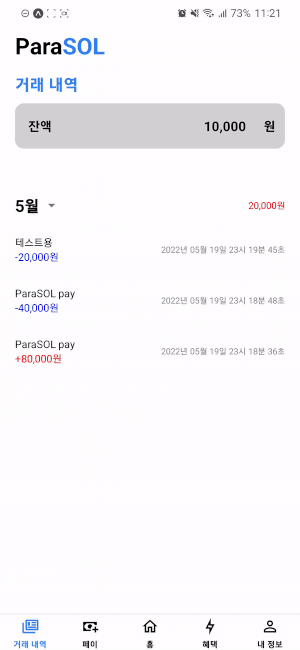 73% 11:21
ParaSOL
거래 내역
잔액 10,000 원
5월 20,000원
테스트용
-20,000원 2022년 05월 19일 23시 19분 45초
ParaSOL pay
-40,000원 2022년 05월 19일 23시 18분 48초
ParaSOL pay
+80,000원 2022년 05월 19일 23시 18분 36초
거래 내역 페이 홈 혜택 내 정보